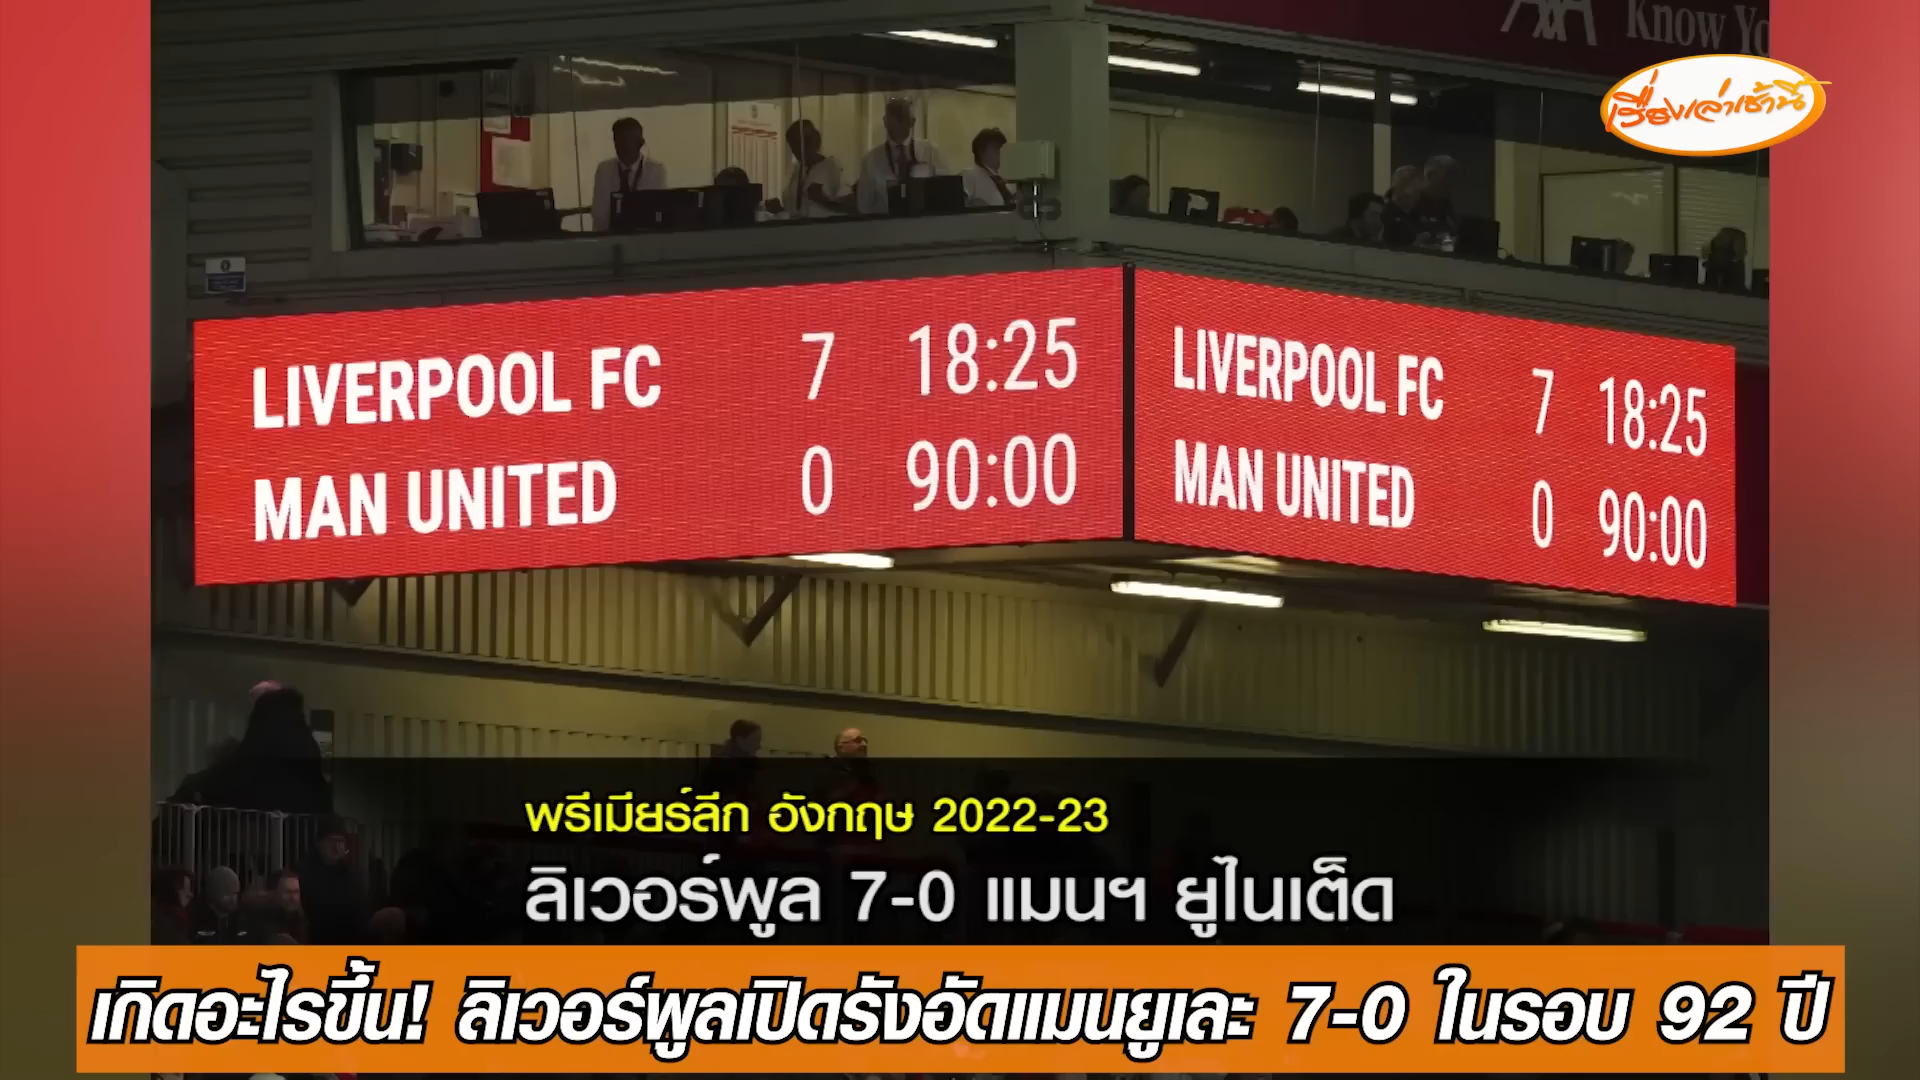 AXA Know Yo
เรื่องเล่าเช้านี้
LIVERPOOL FC 7 18:25
MAN UNITED 0 90:00
LIVERPOOL FC 7 18:25
MAN UNITED 0 90:00
พรีเมียร์ลีก อังกฤษ 2022-23
ลิเวอร์พูล 7-0 แมนฯ ยูไนเต็ด
เกิดอะไรขึ้น! ลิเวอร์พูลเปิดรังอัดแมนยูเละ 7-0 ในรอบ 92 ปี